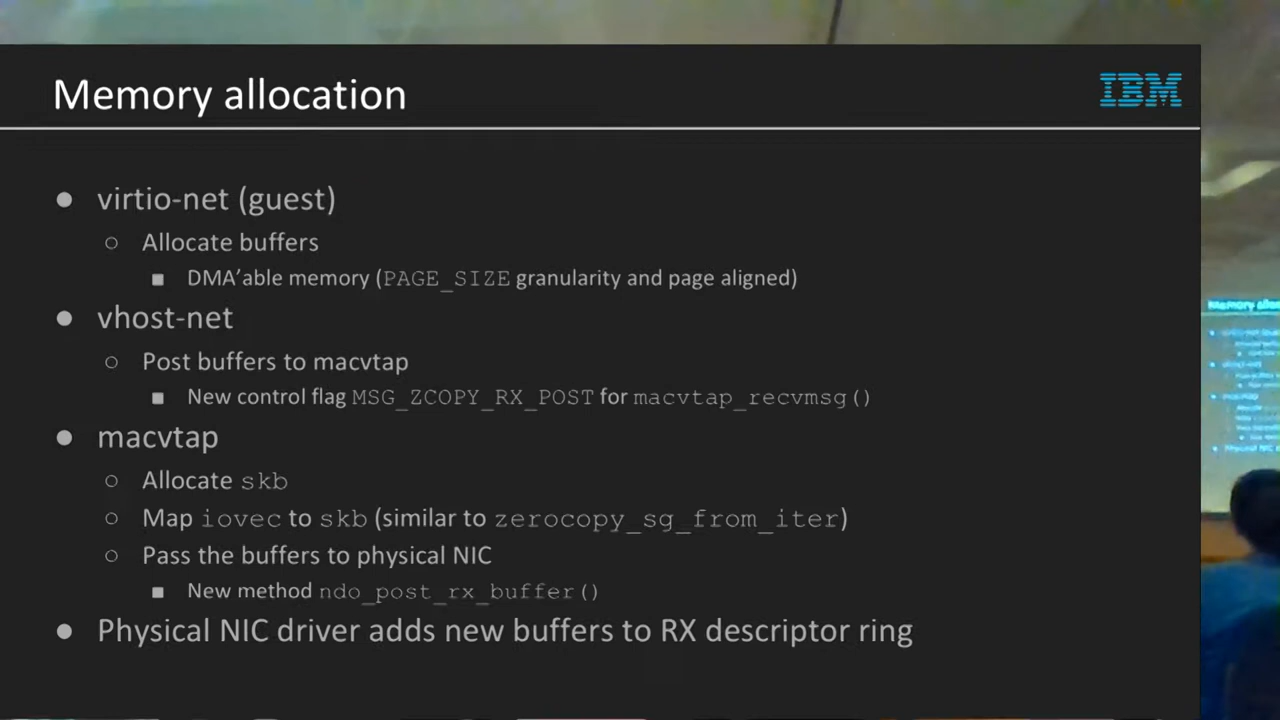 Memory allocation
IBM
● virtio-net (guest)
○ Allocate buffers
■ DMA’able memory (PAGE_SIZE granularity and page aligned)
● vhost-net
○ Post buffers to macvtap
■ New control flag MSG_ZCOPY_RX_POST for macvtap_recvmsg()
● macvtap
○ Allocate skb
○ Map iovec to skb (similar to zerocopy_sg_from_iter)
○ Pass the buffers to physical NIC
■ New method ndo_post_rx_buffer()
● Physical NIC driver adds new buffers to RX descriptor ring